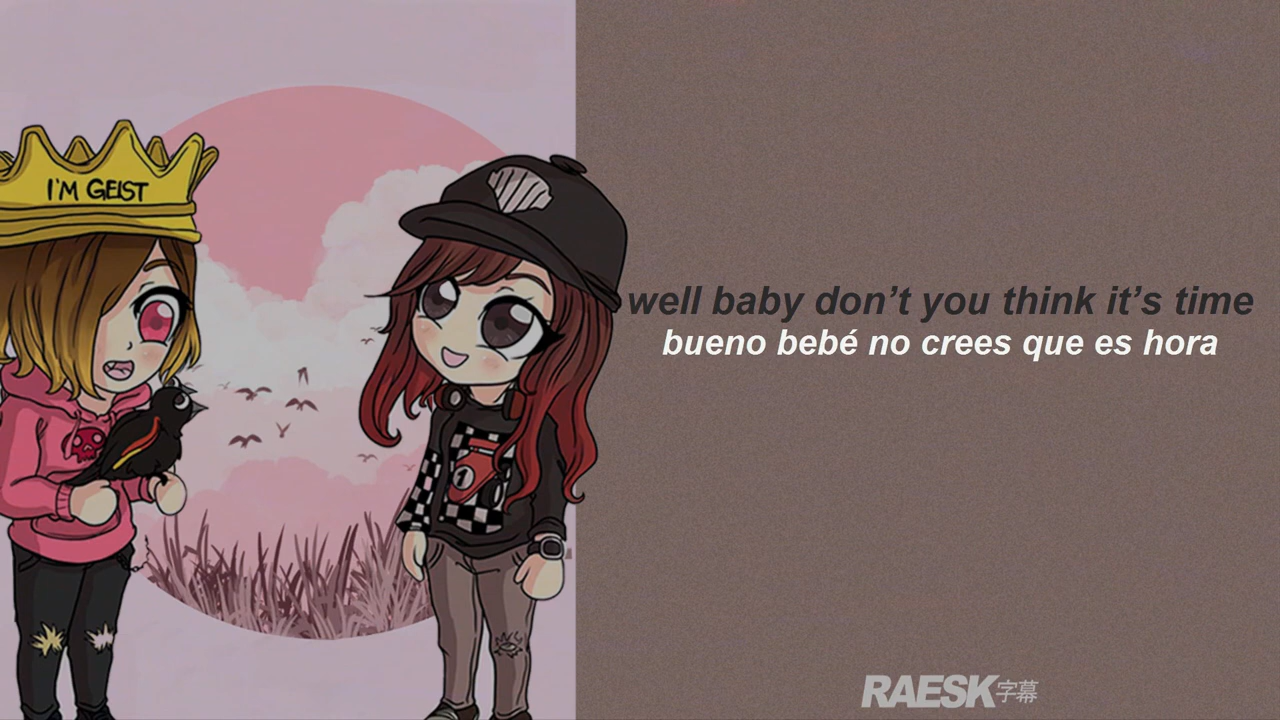 I'M GEIST
1
well baby don't you think it's time
bueno bebé no crees que es hora
RAESK字幕